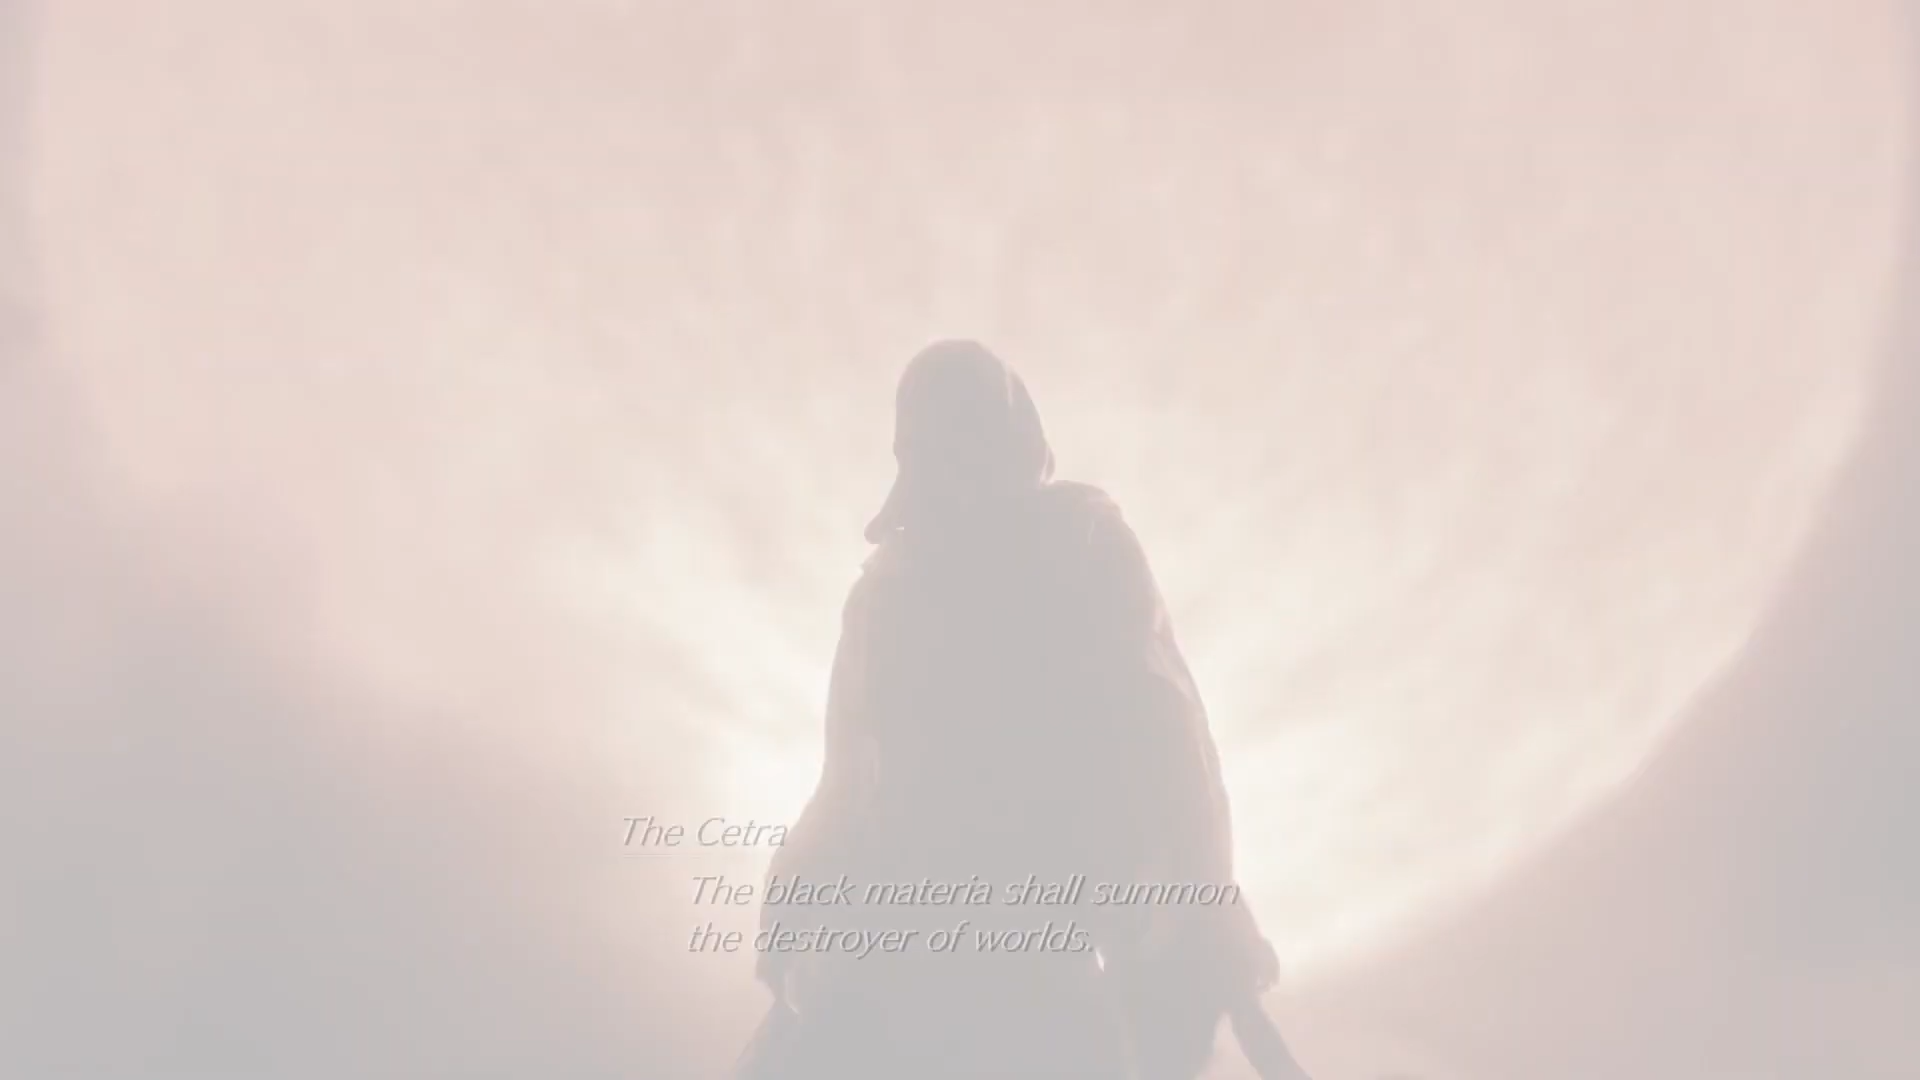 The Cetra
The black materia shall summon
the destroyer of worlds.